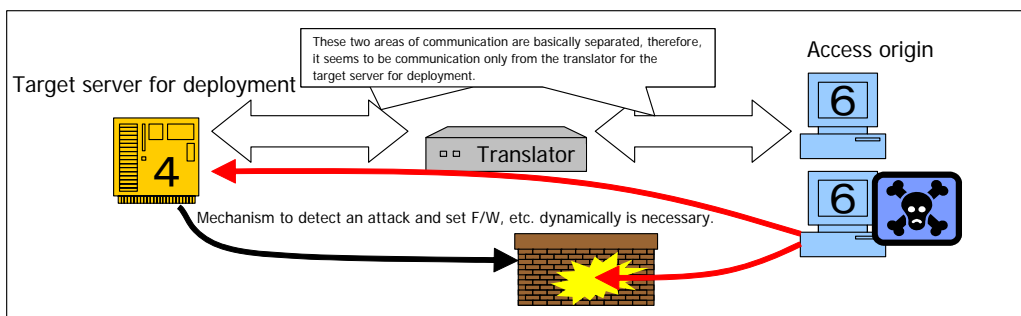 These two areas of communication are basically separated, therefore,
it seems to be communication only from the translator for the
target server for deployment.
Access origin
Target server for deployment
6
4
Translator
6
Mechanism to detect an attack and set F/W, etc. dynamically is necessary.